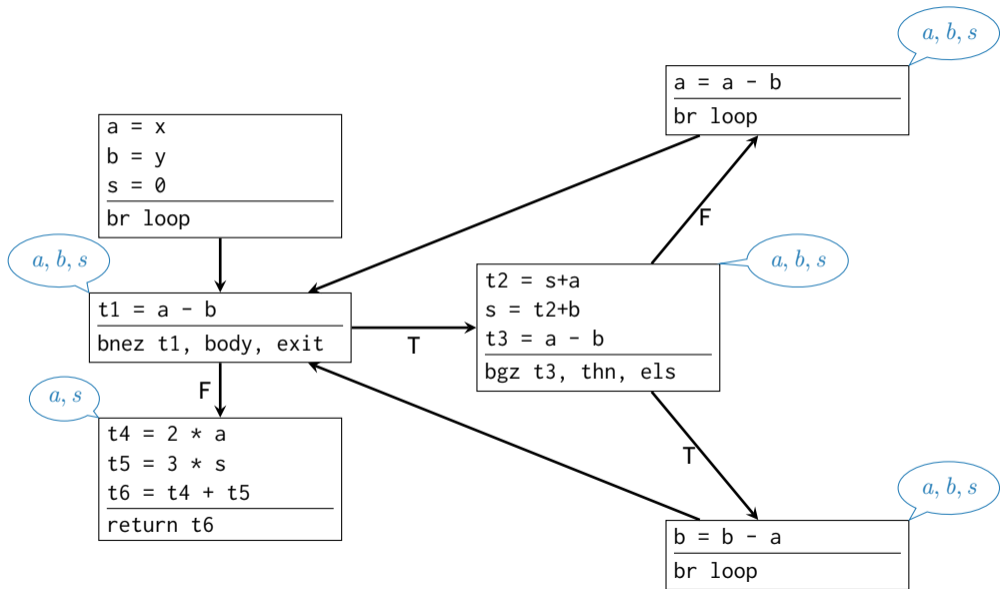 a, b, s
a = a - b
br loop
a = x
b = y
s = 0
br loop
F
a, b, s
a, b, s
t1 = a - b
bnez t1, body, exit
T
t2 = s+a
s = t2+b
t3 = a - b
bgz t3, thn, els
F
a, s
t4 = 2 * a
t5 = 3 * s
t6 = t4 + t5
return t6
T
a, b, s
b = b - a
br loop